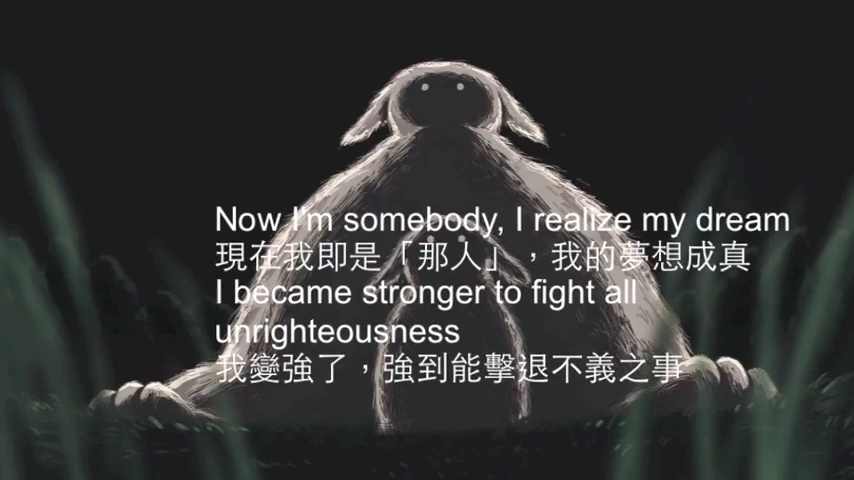 Now I'm somebody, I realize my dream
現在我即是「那人」，我的夢想成真
I became stronger to fight all
unrighteousness
我變強了，強到能擊退不義之事